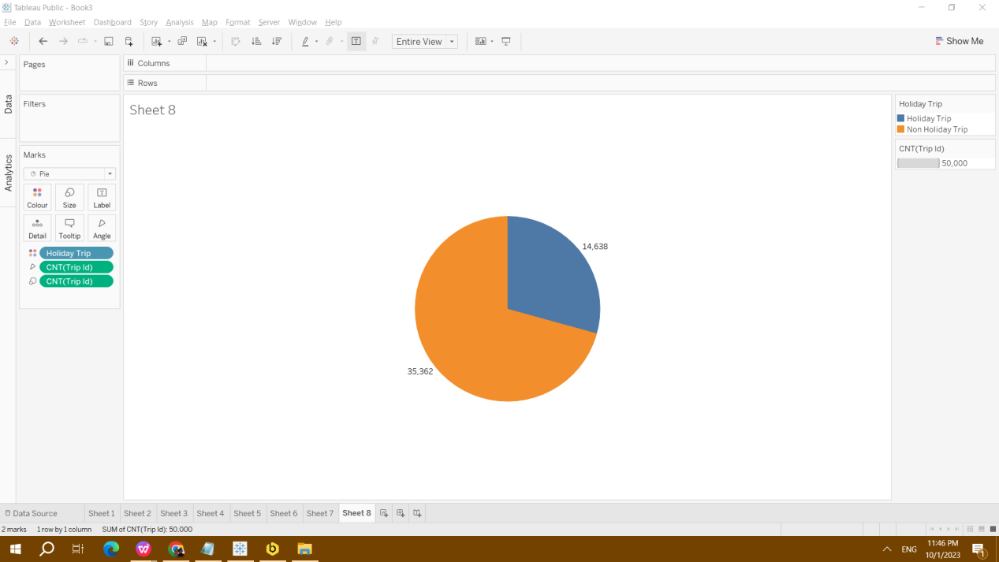 Tableau Public - Book3
File Data Worksheet Dashboard Story Analysis Map Format Server Window Help
Entire View
Show Me
Pages
Columns
Rows
Data
Filters
Sheet 8
Holiday Trip
Holiday Trip
Non Holiday Trip
CNT(Trip Id)
50,000
Analytics
Marks
Pie
Colour Size Label
Detail Tooltip Angle
Holiday Trip
CNT(Trip Id)
CNT(Trip Id)
14,638
35,362
Data Source Sheet 1 Sheet 2 Sheet 3 Sheet 4 Sheet 5 Sheet 6 Sheet 7 Sheet 8
2 marks 1 row by 1 column SUM of CNT(Trip Id): 50,000
ENG
11:46 PM
10/1/2023
1